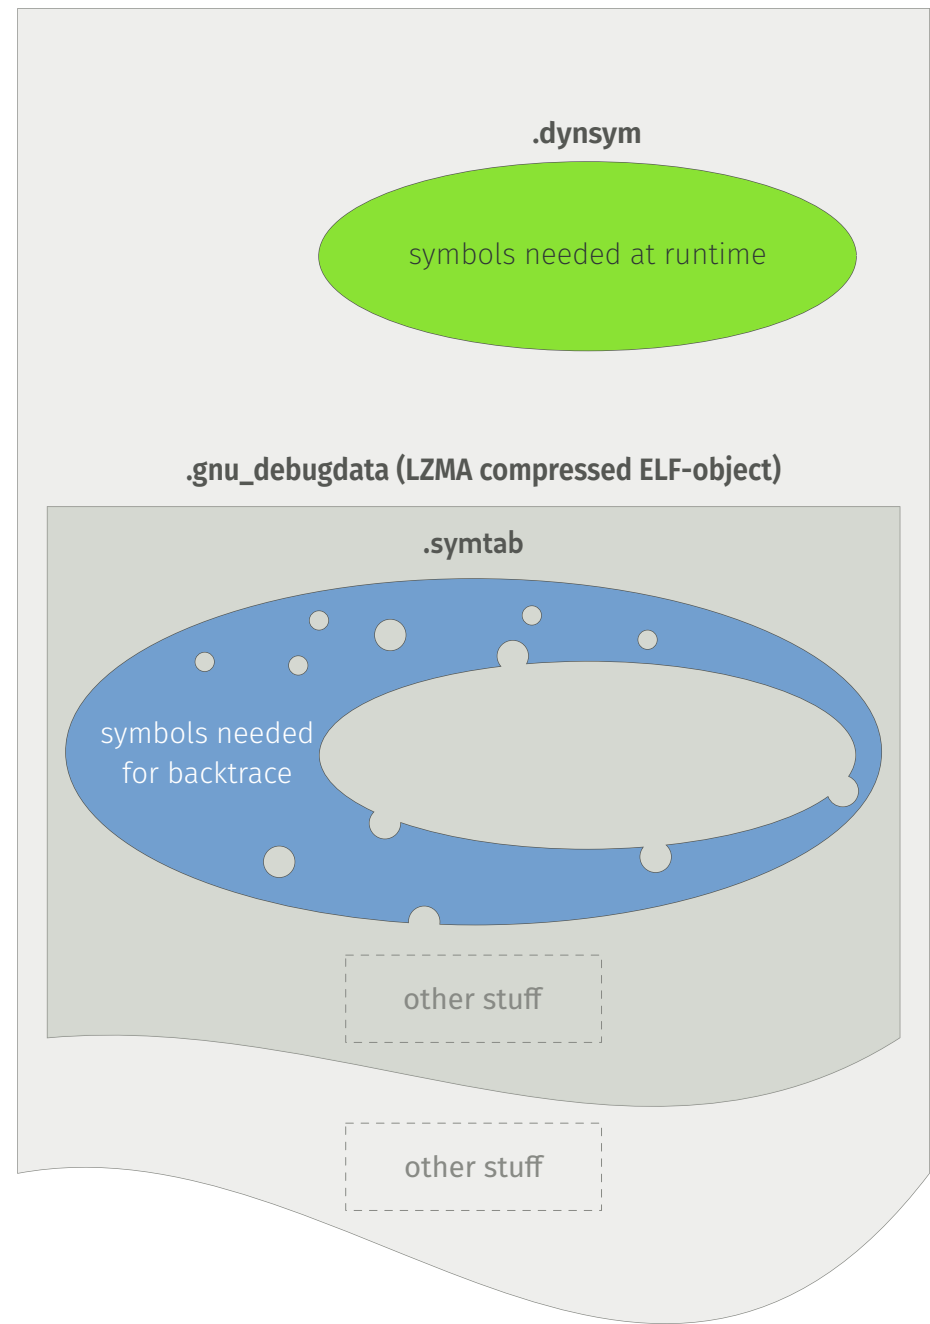 .dynsym
symbols needed at runtime
.gnu_debugdata (LZMA compressed ELF-object)
.symtab
symbols needed
for backtrace
other stuff
other stuff